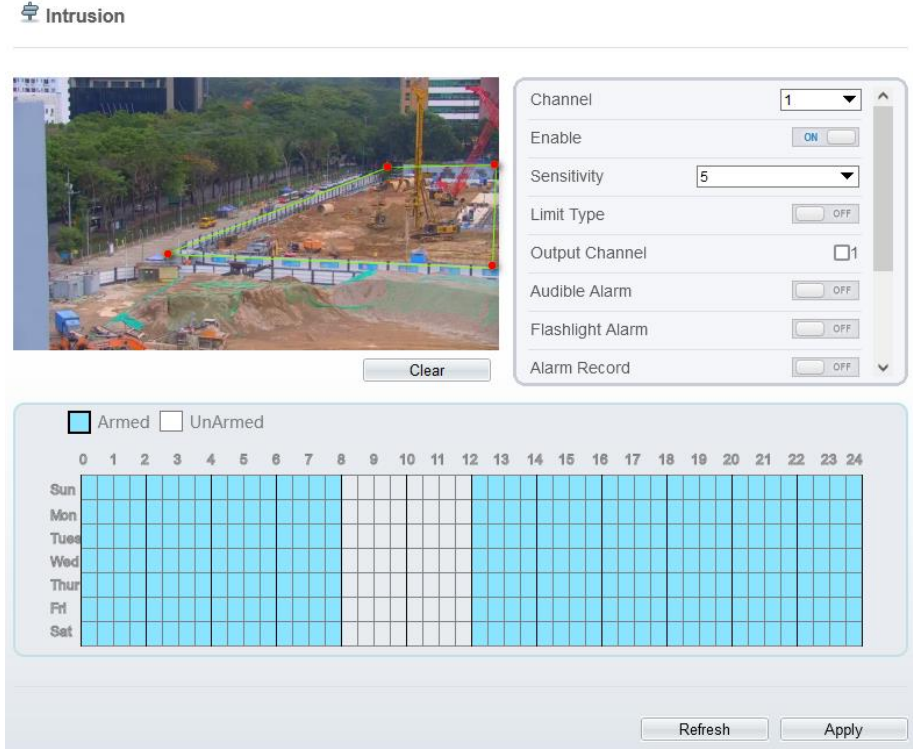 Intrusion
Channel 1
Enable ON
Sensitivity 5
Limit Type OFF
Output Channel 1
Audible Alarm OFF
Flashlight Alarm OFF
Alarm Record OFF
Clear
Armed UnArmed
0 1 2 3 4 5 6 7 8 9 10 11 12 13 14 15 16 17 18 19 20 21 22 23 24
Sun
Mon
Tues
Wed
Thur
Fri
Sat
Refresh Apply